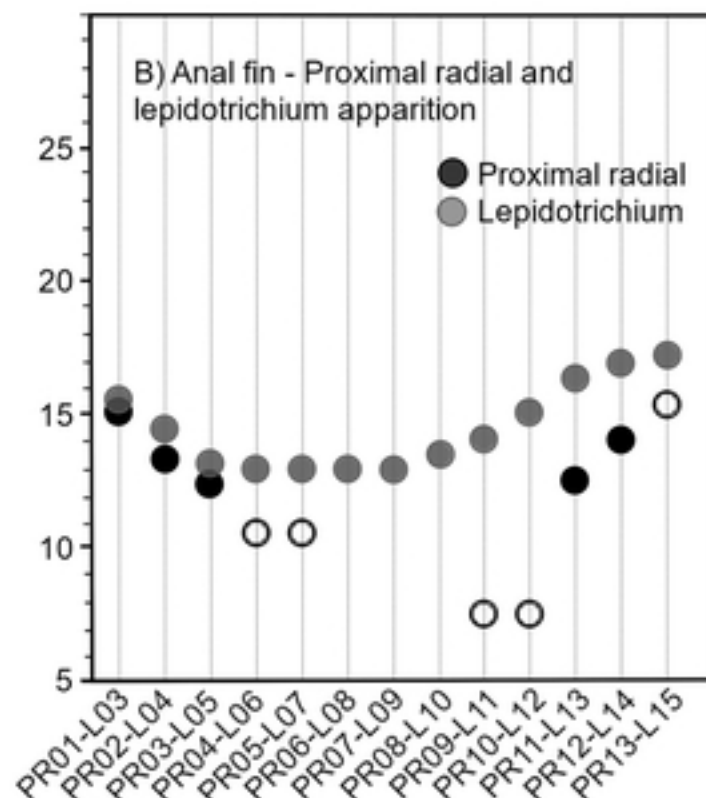 B) Anal fin - Proximal radial and
lepidotrichium apparition
Proximal radial
Lepidotrichium
25
20
15
10
5
PR01-L03
PR02-L04
PR03-L05
PR04-L06
PR05-L07
PR06-L08
PR07-L09
PR08-L10
PR09-L11
PR10-L12
PR11-L13
PR12-L14
PR13-L15